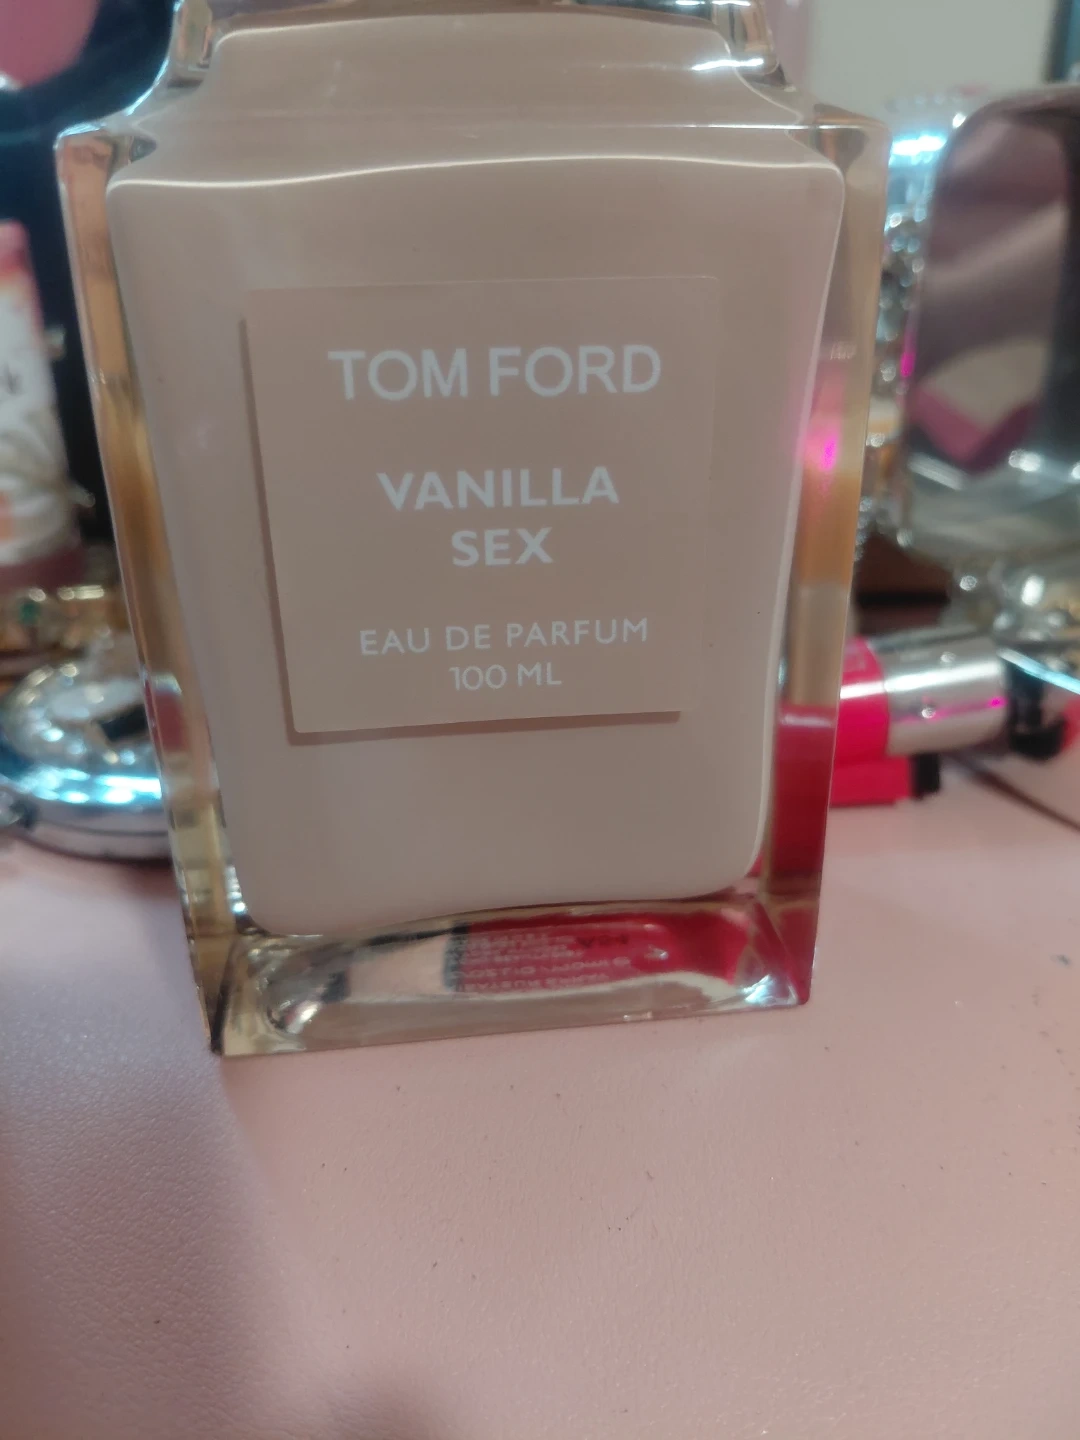 TOM FORD
VANILLA
SEX
EAU DE PARFUM
100 ML